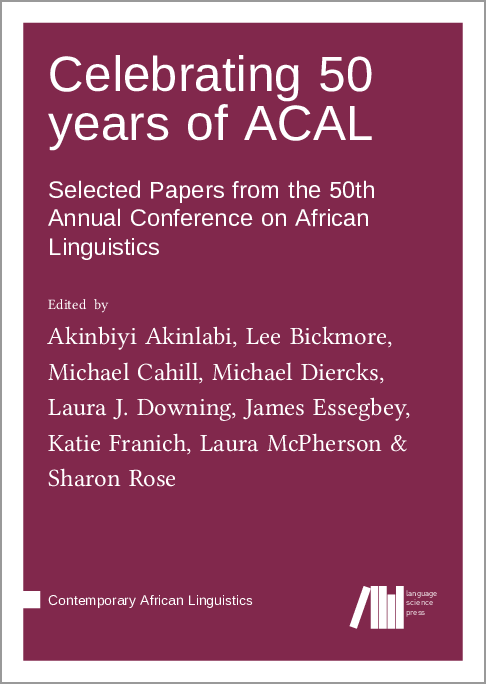 Celebrating 50
years of ACAL
Selected Papers from the 50th
Annual Conference on African
Linguistics
Edited by
Akinbiyi Akinlabi, Lee Bickmore,
Michael Cahill, Michael Diercks,
Laura J. Downing, James Essegbey,
Katie Franich, Laura McPherson &
Sharon Rose
Contemporary African Linguistics
language
science
press